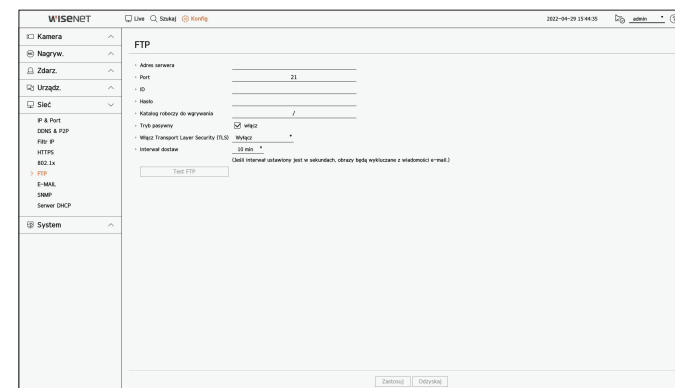 WISENET
Live Szukaj Konfig 2022-04-29 15:44:35 admin
Kamera
Nagryw.
Zdarz.
Urządz.
Sieć
IP & Port
DDNS & P2P
Filtr IP
HTTPS
802.1x
FTP
E-MAIL
SNMP
Serwer DHCP
System
FTP
Adres serwera
Port 21
ID
Hasło
Katalog roboczy do wgrywania /
Tryb pasywny włącz
Włącz Transport Layer Security (TLS) Wyłącz
Interwał dostaw 10 min
(Jeśli interwał ustawiony jest w sekundach, obrazy będą wykluczane z wiadomości e-mail.)
Test FTP
Zastosuj Odzyskaj